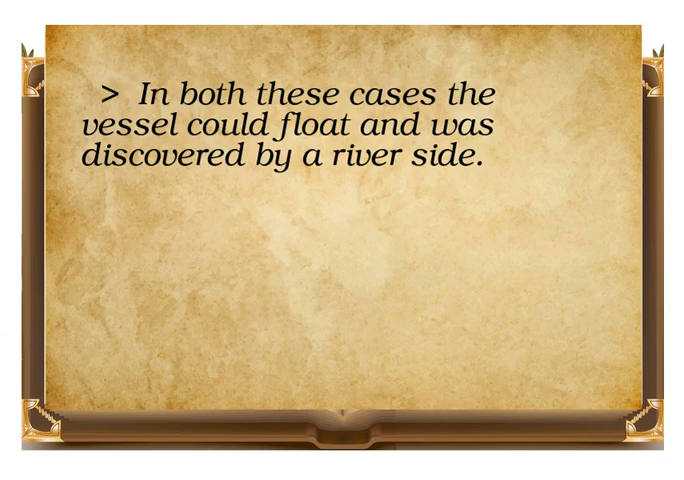 > In both these cases the
vessel could float and was
discovered by a river side.